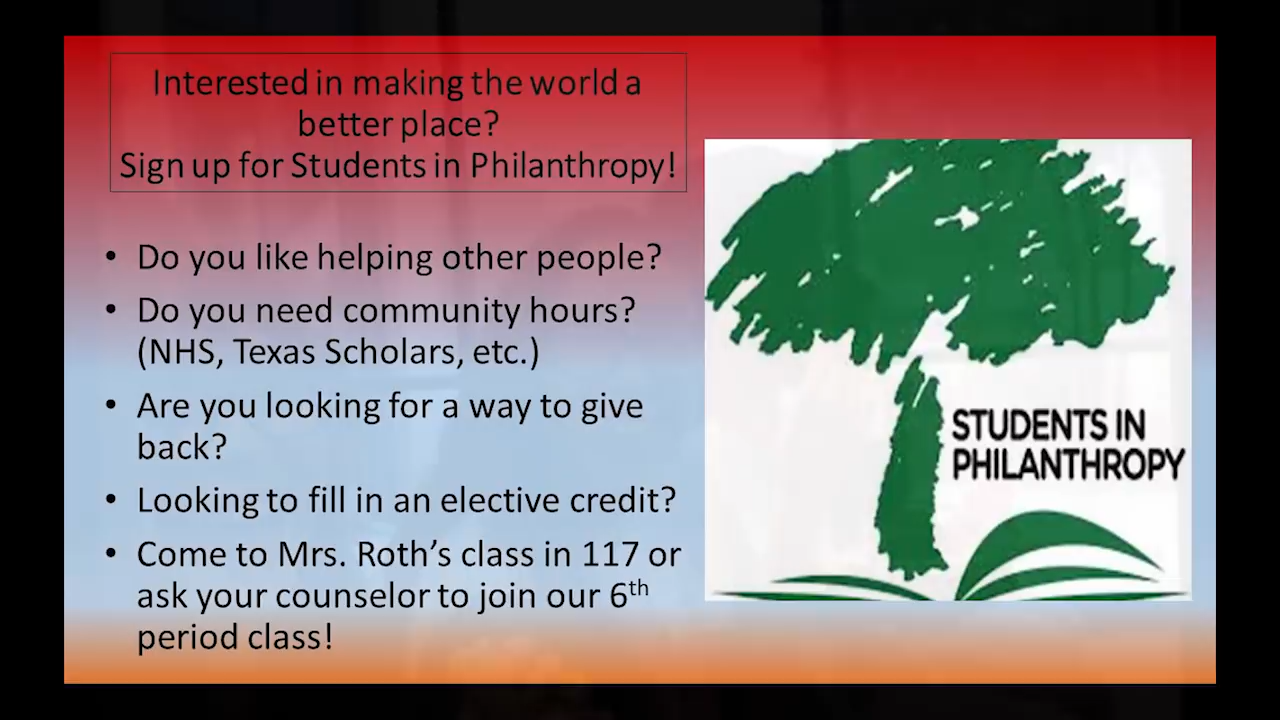 Interested in making the world a
better place?
Sign up for Students in Philanthropy!
• Do you like helping other people?
• Do you need community hours?
(NHS, Texas Scholars, etc.)
• Are you looking for a way to give
back?
• Looking to fill in an elective credit?
• Come to Mrs. Roth’s class in 117 or
ask your counselor to join our 6th
period class!
STUDENTS IN
PHILANTHROPY